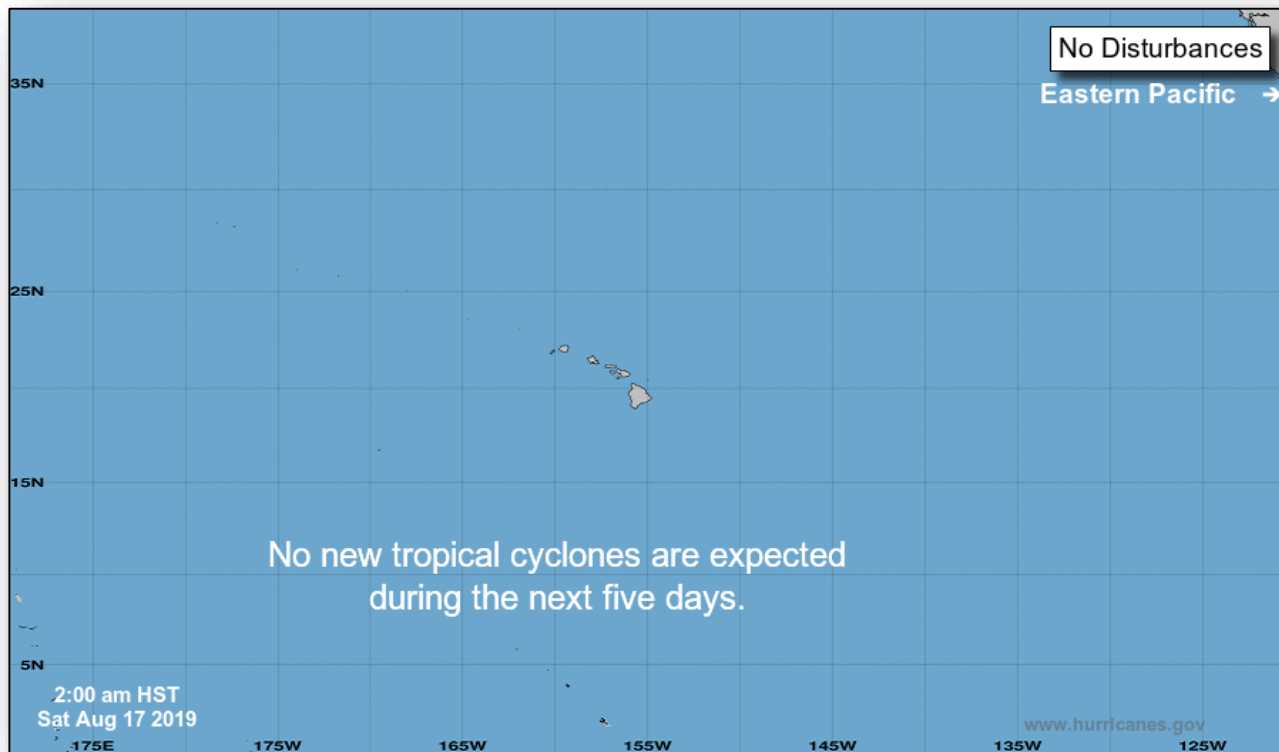 No Disturbances
35N
Eastern Pacific →
25N
15N
No new tropical cyclones are expected
during the next five days.
5N
2:00 am HST
Sat Aug 17 2019
www.hurricanes.gov
175E 175W 165W 155W 145W 135W 125W